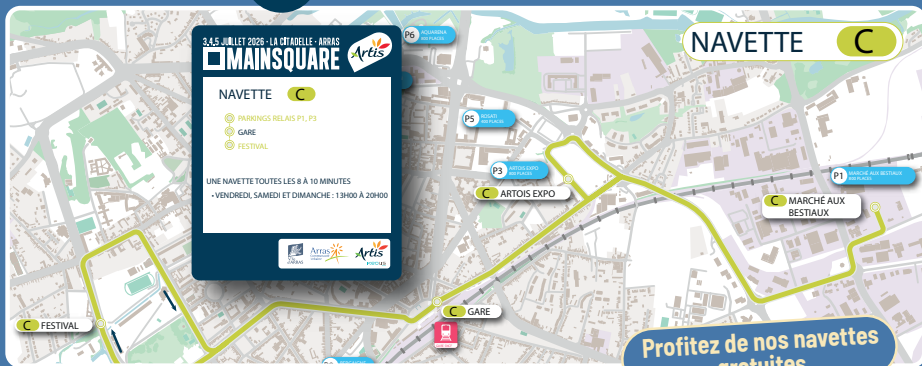 3,4,5 JUILLET 2026 · LA CITADELLE · ARRAS
MAINSQUARE
Artis
NAVETTE C
PARKINGS RELAIS P1, P3
GARE
FESTIVAL
UNE NAVETTE TOUTES LES 8 À 10 MINUTES
• VENDREDI, SAMEDI ET DIMANCHE : 13H00 À 20H00
Arras
Artis
NAVETTE C
P6 AQUARENA
P5
P3 ARTOIS EXPO
C ARTOIS EXPO
P1 MARCHÉ AUX BESTIAUX
C MARCHÉ AUX
BESTIAUX
C GARE
C FESTIVAL
Profitez de nos navettes
gratuites